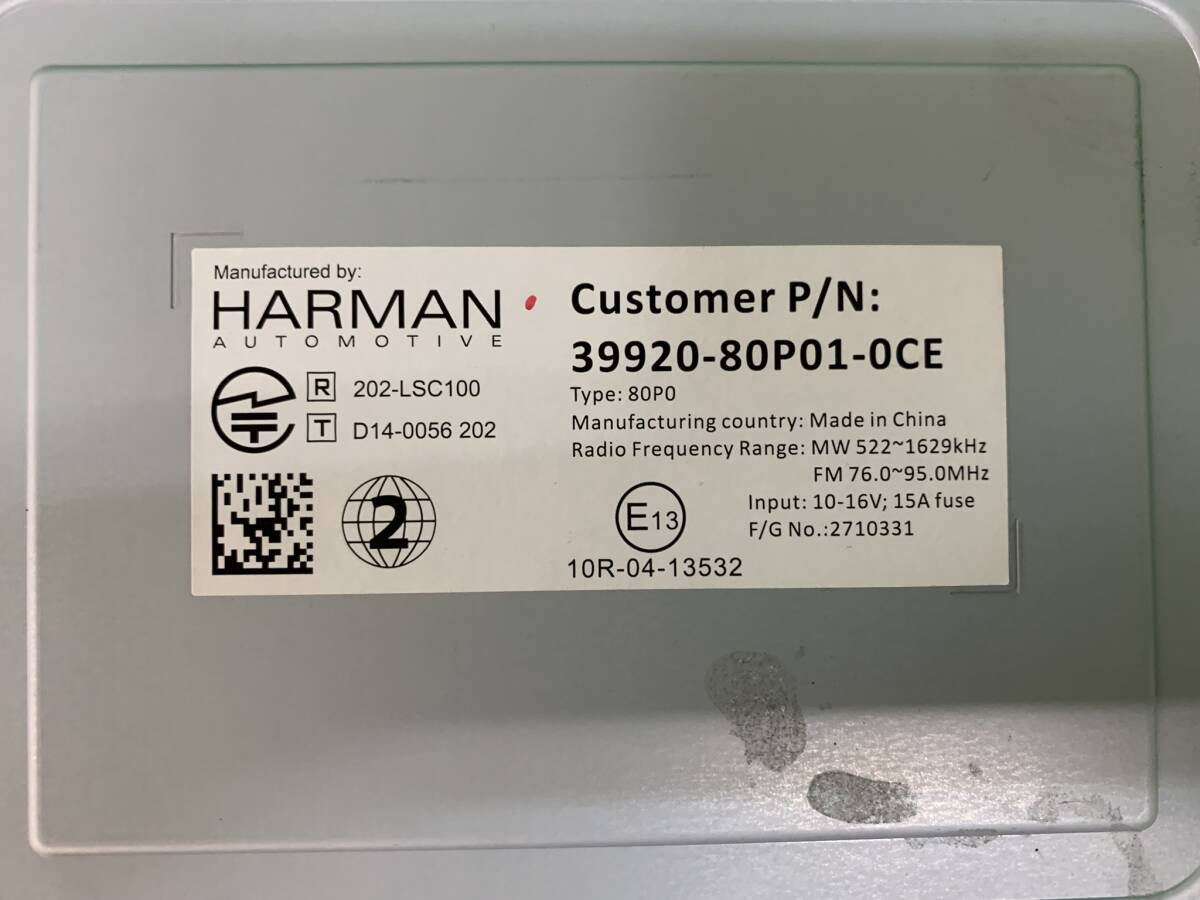 Manufactured by:
HARMAN
AUTOMOTIVE
R 202-LSC100
T D14-0056 202
2
Customer P/N:
39920-80P01-0CE
Type: 80P0
Manufacturing country: Made in China
Radio Frequency Range: MW 522~1629kHz
FM 76.0~95.0MHz
Input: 10-16V; 15A fuse
F/G No.:2710331
E13
10R-04-13532